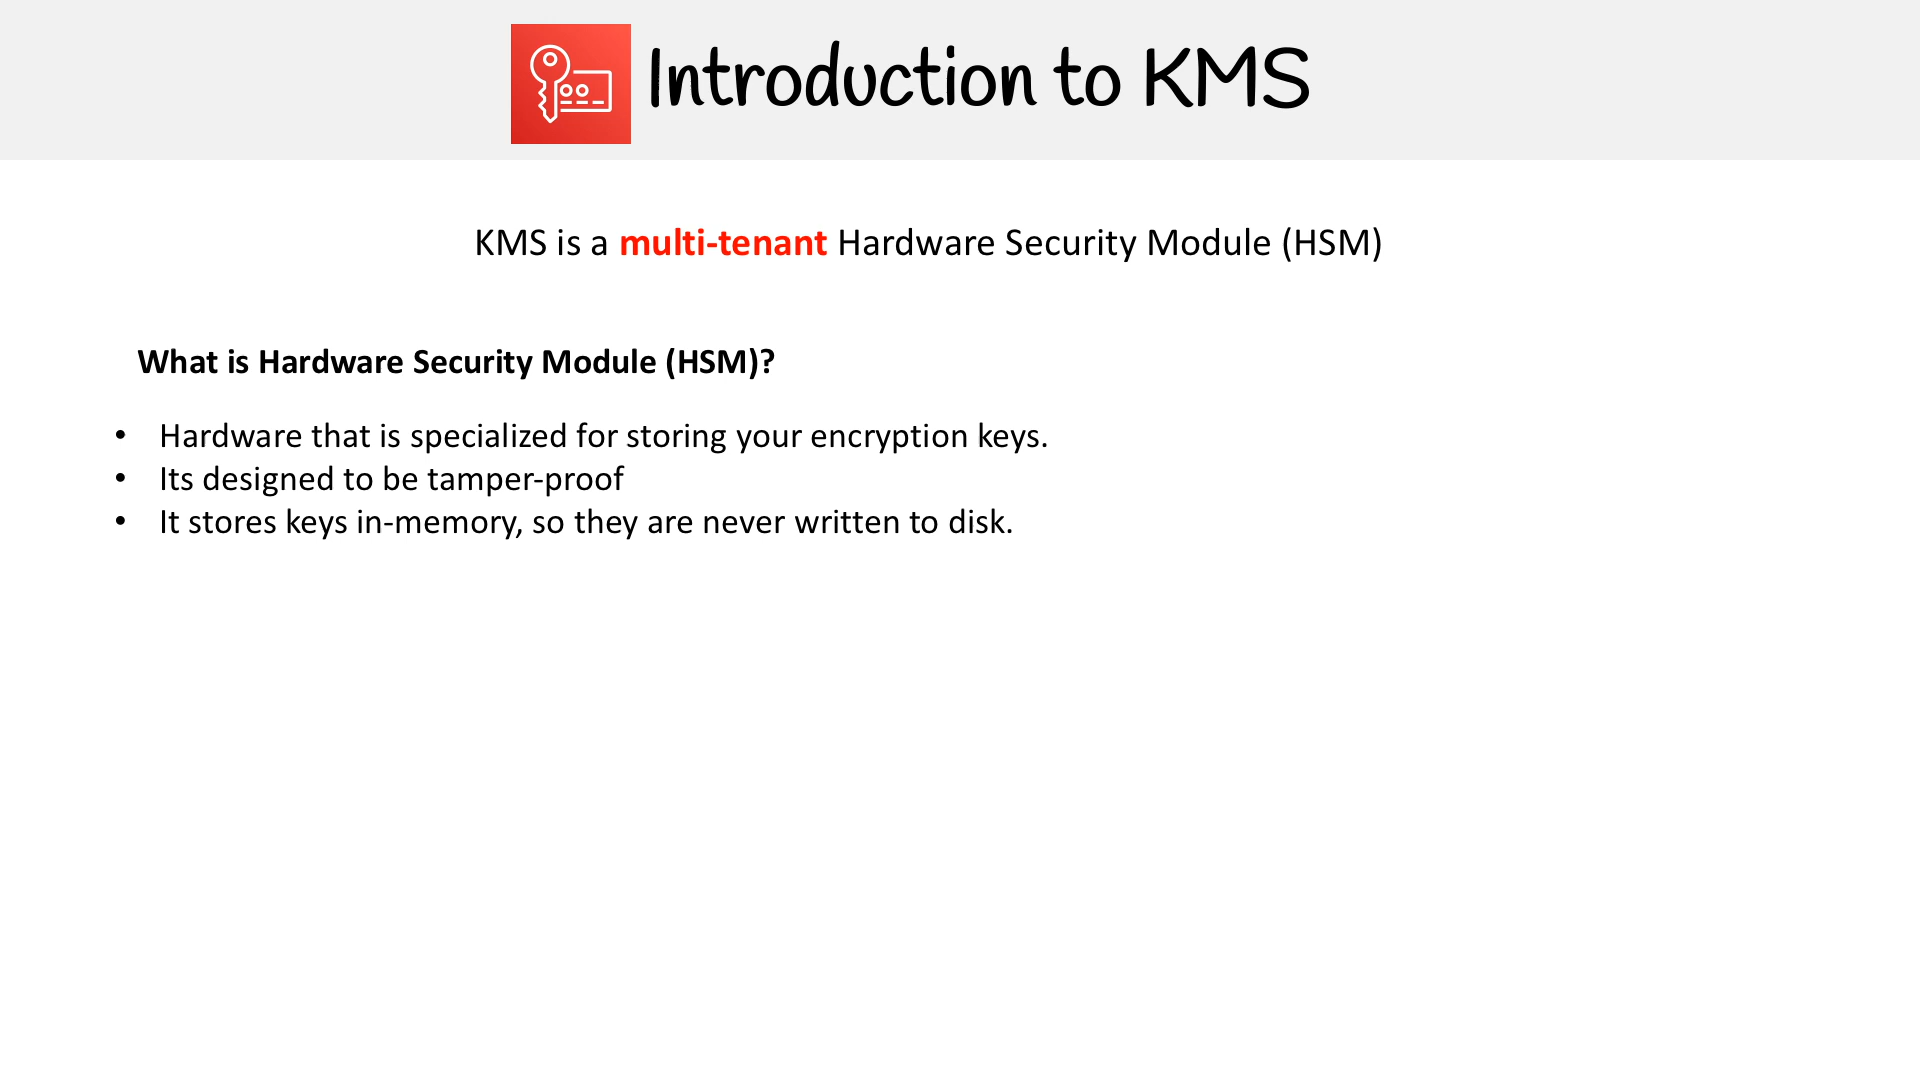 Introduction to KMS
KMS is a multi-tenant Hardware Security Module (HSM)
What is Hardware Security Module (HSM)?
• Hardware that is specialized for storing your encryption keys.
• Its designed to be tamper-proof
• It stores keys in-memory, so they are never written to disk.